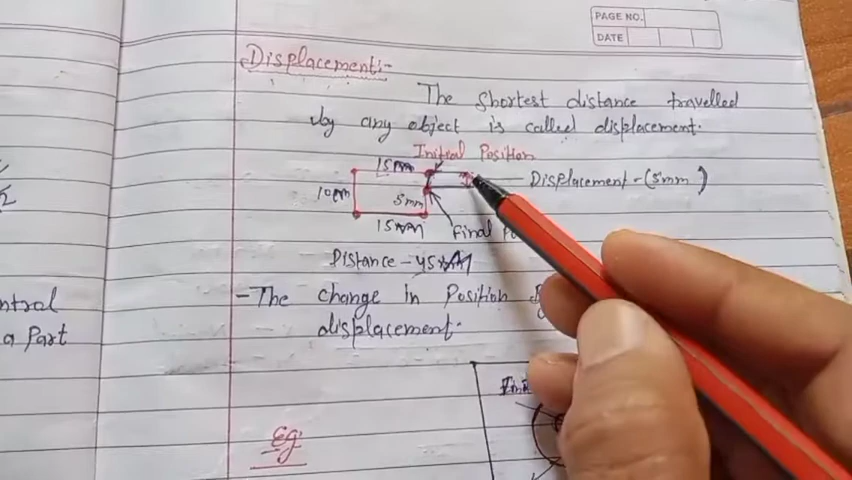 PAGE NO.
DATE
Displacement:-
The shortest distance travelled
by any object is called displacement.
Initial Position
15mm
10mm
5mm
Displacement - (5mm)
15mm
Final
Distance - 45mm
- The change in Position
displacement.
ntral
a Part
Eg: